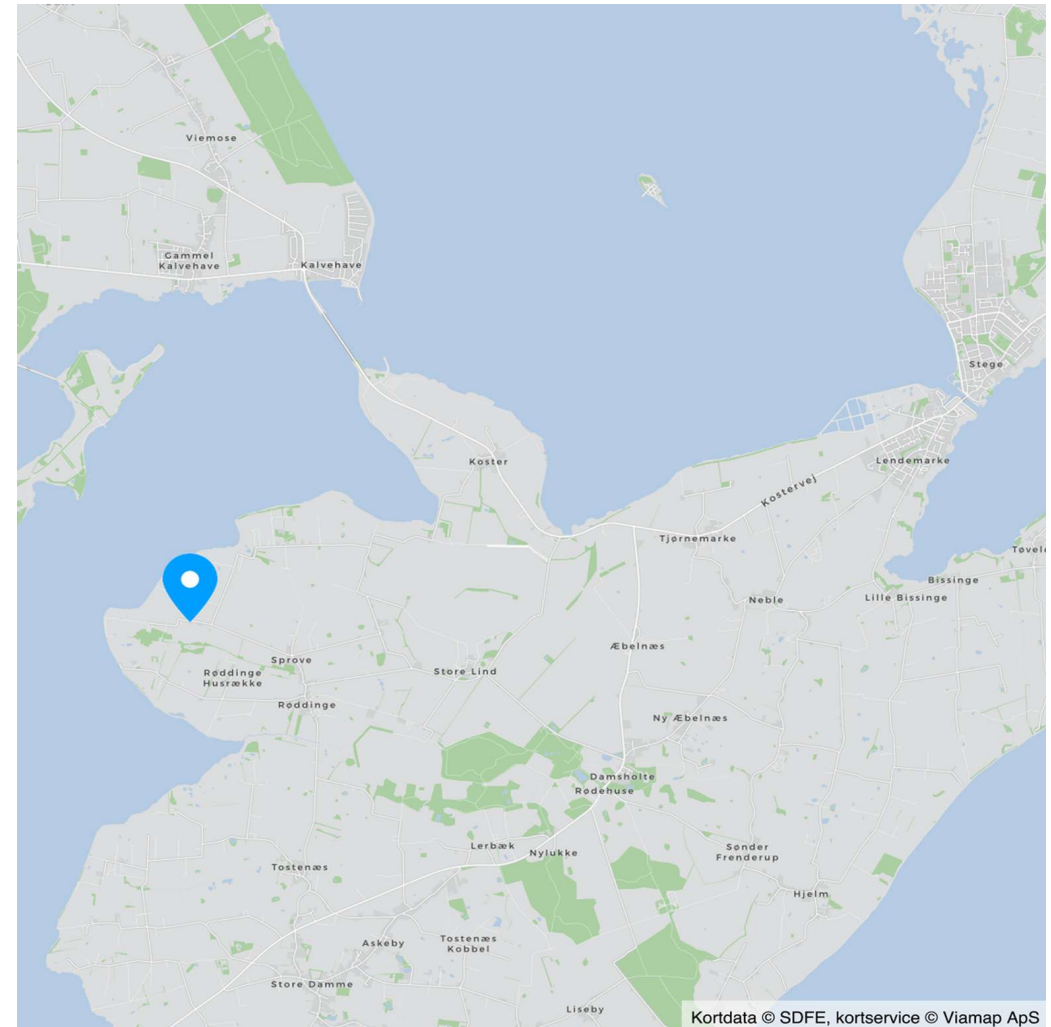 Viemose
Gammel
Kalvehave
Kalvehave
Stege
Koster
Lendemarke
Kostervej
Tjørnemarke
Bissinge
Lille Bissinge
Neble
Æbelnæs
Sprove
Røddinge
Husrække
Store Lind
Røddinge
Ny Æbelnæs
Damsholte
Rødehuse
Lerbæk
Nylukke
Sønder
Frenderup
Tostenæs
Hjelm
Askeby
Tostenæs
Kobbel
Store Damme
Liseby
Kortdata © SDFE, kortservice © Viamap ApS